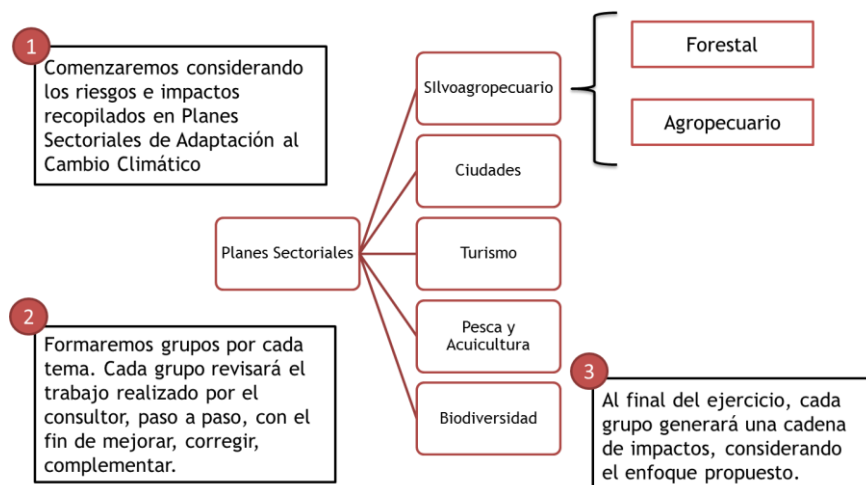 1
Comenzaremos considerando
los riesgos e impactos
recopilados en Planes
Sectoriales de Adaptación al
Cambio Climático
Planes Sectoriales
SIlvoagropecuario
Forestal
Agropecuario
Ciudades
Turismo
Pesca y
Acuicultura
Biodiversidad
2
Formaremos grupos por cada
tema. Cada grupo revisará el
trabajo realizado por el
consultor, paso a paso, con el
fin de mejorar, corregir,
complementar.
3
Al final del ejercicio, cada
grupo generará una cadena
de impactos, considerando
el enfoque propuesto.